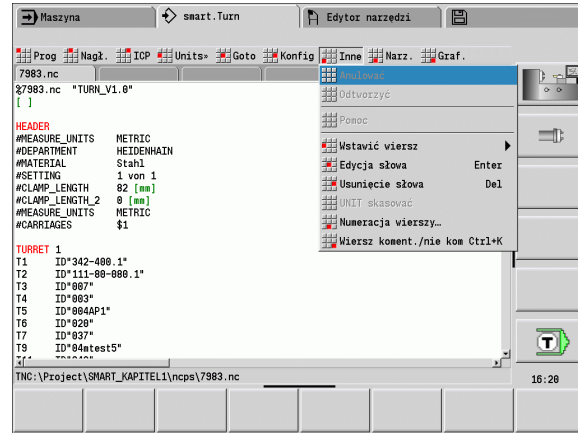 Maszyna smart.Turn Edytor narzędzi
Prog Nagł. ICP Units» Goto Konfig Inne Narz. Graf.
7983.nc
%7983.nc "TURN_V1.0"
[ ]
HEADER
#MEASURE_UNITS METRIC
#DEPARTMENT HEIDENHAIN
#MATERIAL Stahl
#SETTING 1 von 1
#CLAMP_LENGTH 82 [mm]
#CLAMP_LENGTH_2 0 [mm]
#MEASURE_UNITS METRIC
#CARRIAGES $1
TURRET 1
T1 ID"342-400.1"
T2 ID"111-80-080.1"
T3 ID"007"
T4 ID"003"
T5 ID"004AP1"
T6 ID"020"
T7 ID"037"
T9 ID"04mtest5"
Anulować
Odtworzyć
Pomoc
Wstawić wiersz
Edycja słowa Enter
Usunięcie słowa Del
UNIT skasować
Numeracja wierszy…
Wiersz koment./nie kom Ctrl+K
T
TNC:\Project\SMART_KAPITEL1\ncps\7983.nc
16:20